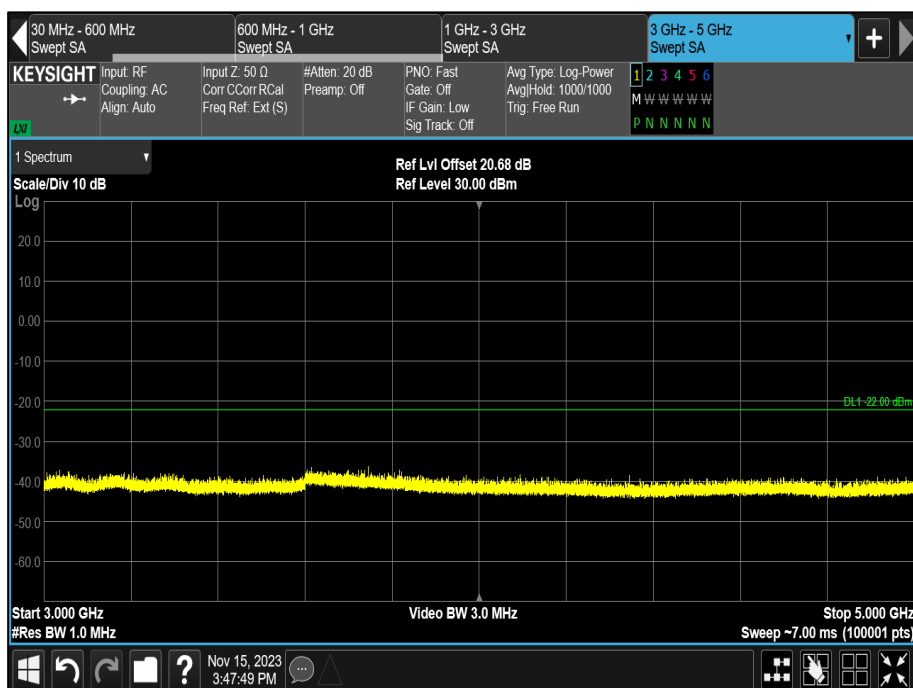 30 MHz - 600 MHz
Swept SA
600 MHz - 1 GHz
Swept SA
1 GHz - 3 GHz
Swept SA
3 GHz - 5 GHz
Swept SA
+
KEYSIGHT
LXI
Input: RF
Coupling: AC
Align: Auto
Input Z: 50 Ω
Corr CCorr RCal
Freq Ref: Ext (S)
#Atten: 20 dB
Preamp: Off
PNO: Fast
Gate: Off
IF Gain: Low
Sig Track: Off
Avg Type: Log-Power
Avg|Hold: 1000/1000
Trig: Free Run
1 2 3 4 5 6
M W W W W W
P N N N N N
1 Spectrum
Scale/Div 10 dB
Ref Lvl Offset 20.68 dB
Ref Level 30.00 dBm
Log
20.0
10.0
0.00
-10.0
-20.0
DL1 -22.00 dBm
-30.0
-40.0
-50.0
-60.0
Start 3.000 GHz
#Res BW 1.0 MHz
Video BW 3.0 MHz
Stop 5.000 GHz
Sweep ~7.00 ms (100001 pts)
?
Nov 15, 2023
3:47:49 PM